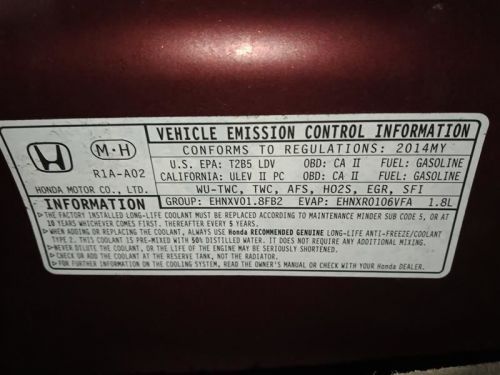 VEHICLE EMISSION CONTROL INFORMATION
M-H
CONFORMS TO REGULATIONS: 2014MY
R1A-A02
U.S. EPA: T2B5 LDV OBD: CA II FUEL: GASOLINE
CALIFORNIA: ULEV II PC OBD: CA II FUEL: GASOLINE
HONDA MOTOR CO., LTD.
WU-TWC, TWC, AFS, HO2S, EGR, SFI
INFORMATION
GROUP: EHNXV01.8FB2 EVAP: EHNXR0106VFA 1.8L
▷THE FACTORY INSTALLED LONG-LIFE COOLANT MUST BE REPLACED ACCORDING TO MAINTENANCE MINDER SUB CODE 5, OR AT
10 YEARS WHICHEVER COMES FIRST. THEREAFTER EVERY 5 YEARS.
▷WHEN ADDING OR REPLACING THE COOLANT, ALWAYS USE Honda RECOMMENDED GENUINE LONG-LIFE ANTI-FREEZE/COOLANT
TYPE 2. THIS COOLANT IS PRE-MIXED WITH 50% DISTILLED WATER. IT DOES NOT REQUIRE ANY ADDITIONAL MIXING.
▷NEVER DILUTE THE COOLANT, OR THE LIFE OF THE ENGINE MAY BE SERIOUSLY SHORTENED.
▷CHECK OR ADD THE COOLANT AT THE RESERVE TANK, NOT THE RADIATOR.
▷FOR FURTHER INFORMATION ON THE COOLING SYSTEM, READ THE OWNER'S MANUAL OR CHECK WITH YOUR Honda DEALER.